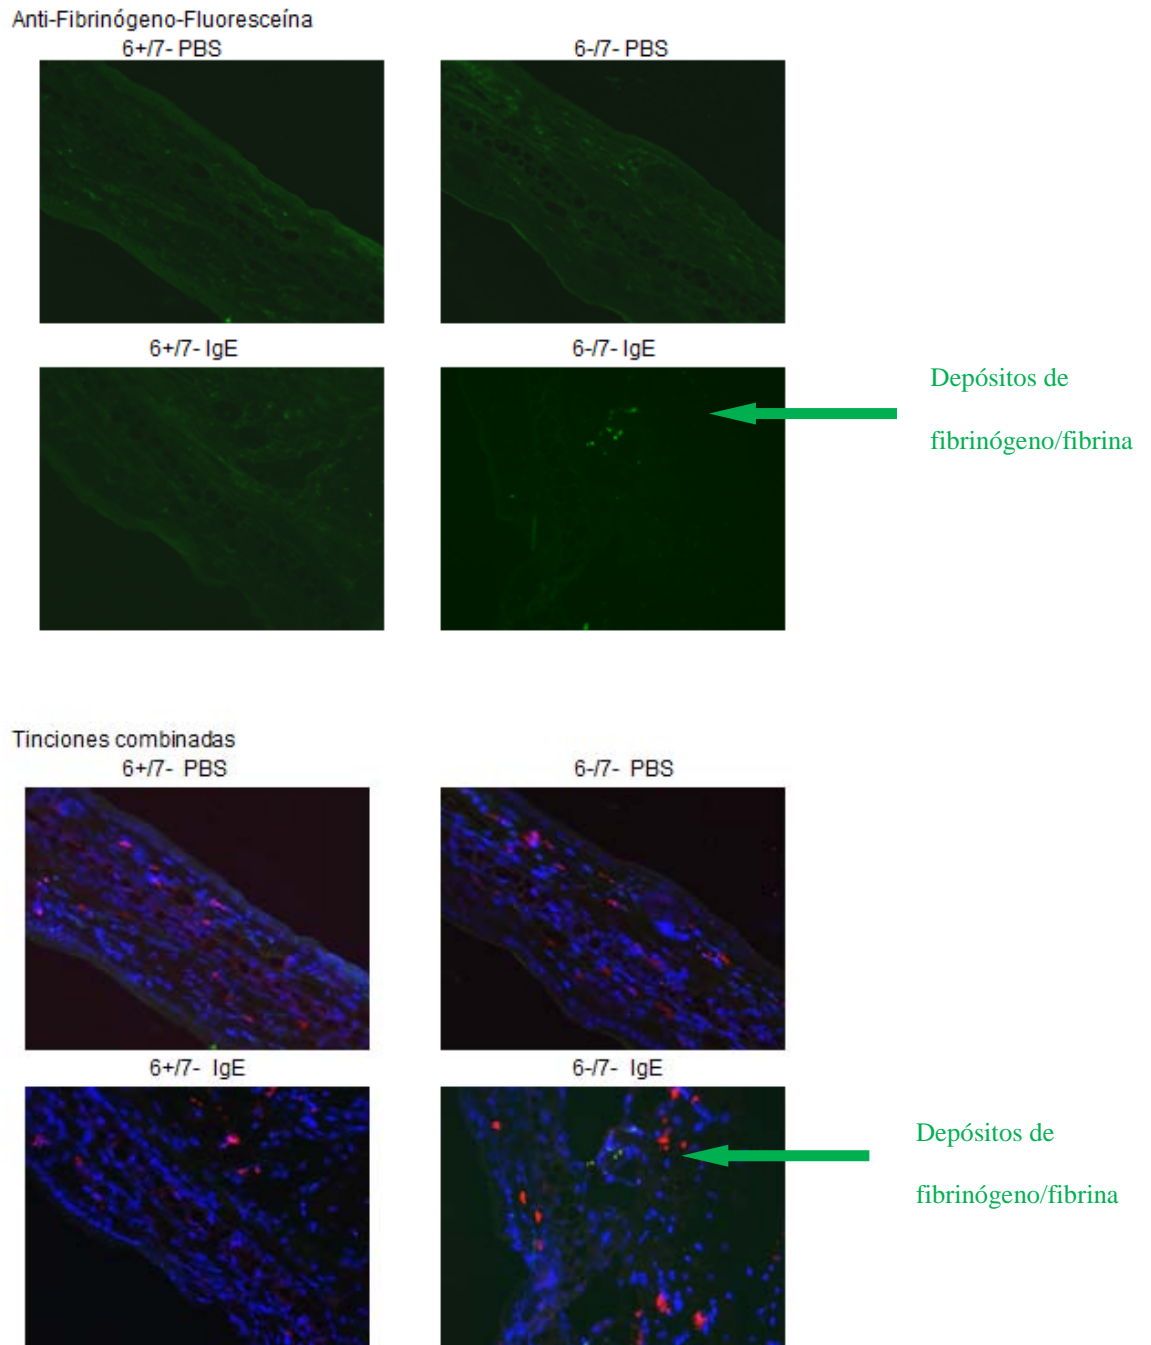 Anti-Fibrinógeno-Fluoresceína
6+/7- PBS
6-/7- PBS
6+/7- IgE
6-/7- IgE
Depósitos de
fibrinógeno/fibrina
Tinciones combinadas
6+/7- PBS
6-/7- PBS
6+/7- IgE
6-/7- IgE
Depósitos de
fibrinógeno/fibrina